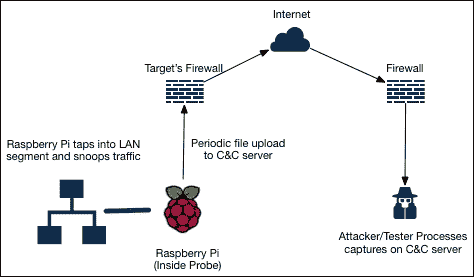 Internet
Target's Firewall
Firewall
Raspberry Pi taps into LAN
segment and snoops traffic
Periodic file upload
to C&C server
Raspberry Pi
(Inside Probe)
Attacker/Tester Processes
captures on C&C server